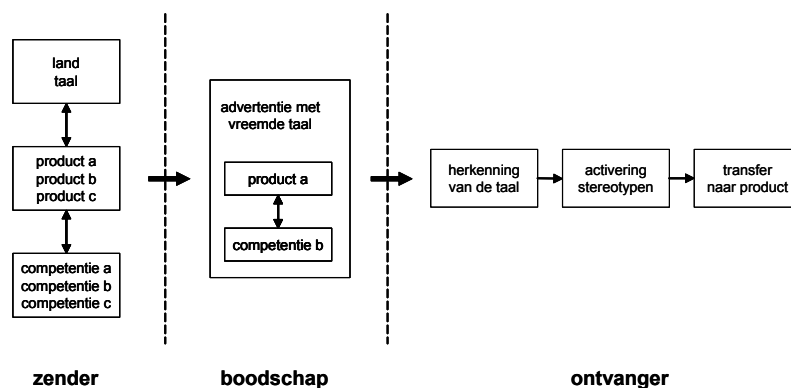 land
taal
product a
product b
product c
competentie a
competentie b
competentie c
zender
advertentie met
vreemde taal
product a
competentie b
boodschap
herkenning
van de taal
activering
stereotypen
transfer
naar product
ontvanger